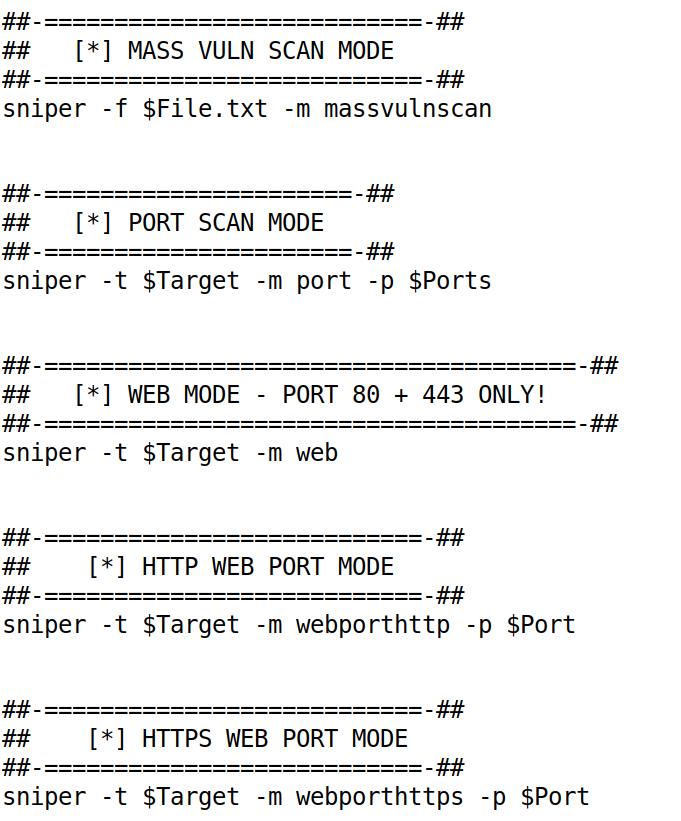 ##-===========================-##
##   [*] MASS VULN SCAN MODE
##-===========================-##
sniper -f $File.txt -m massvulnscan
##-======================-##
##   [*] PORT SCAN MODE
##-======================-##
sniper -t $Target -m port -p $Ports
##-======================================-##
##   [*] WEB MODE - PORT 80 + 443 ONLY!
##-======================================-##
sniper -t $Target -m web
##-===========================-##
##    [*] HTTP WEB PORT MODE
##-===========================-##
sniper -t $Target -m webporthttp -p $Port
##-===========================-##
##    [*] HTTPS WEB PORT MODE
##-===========================-##
sniper -t $Target -m webporthttps -p $Port